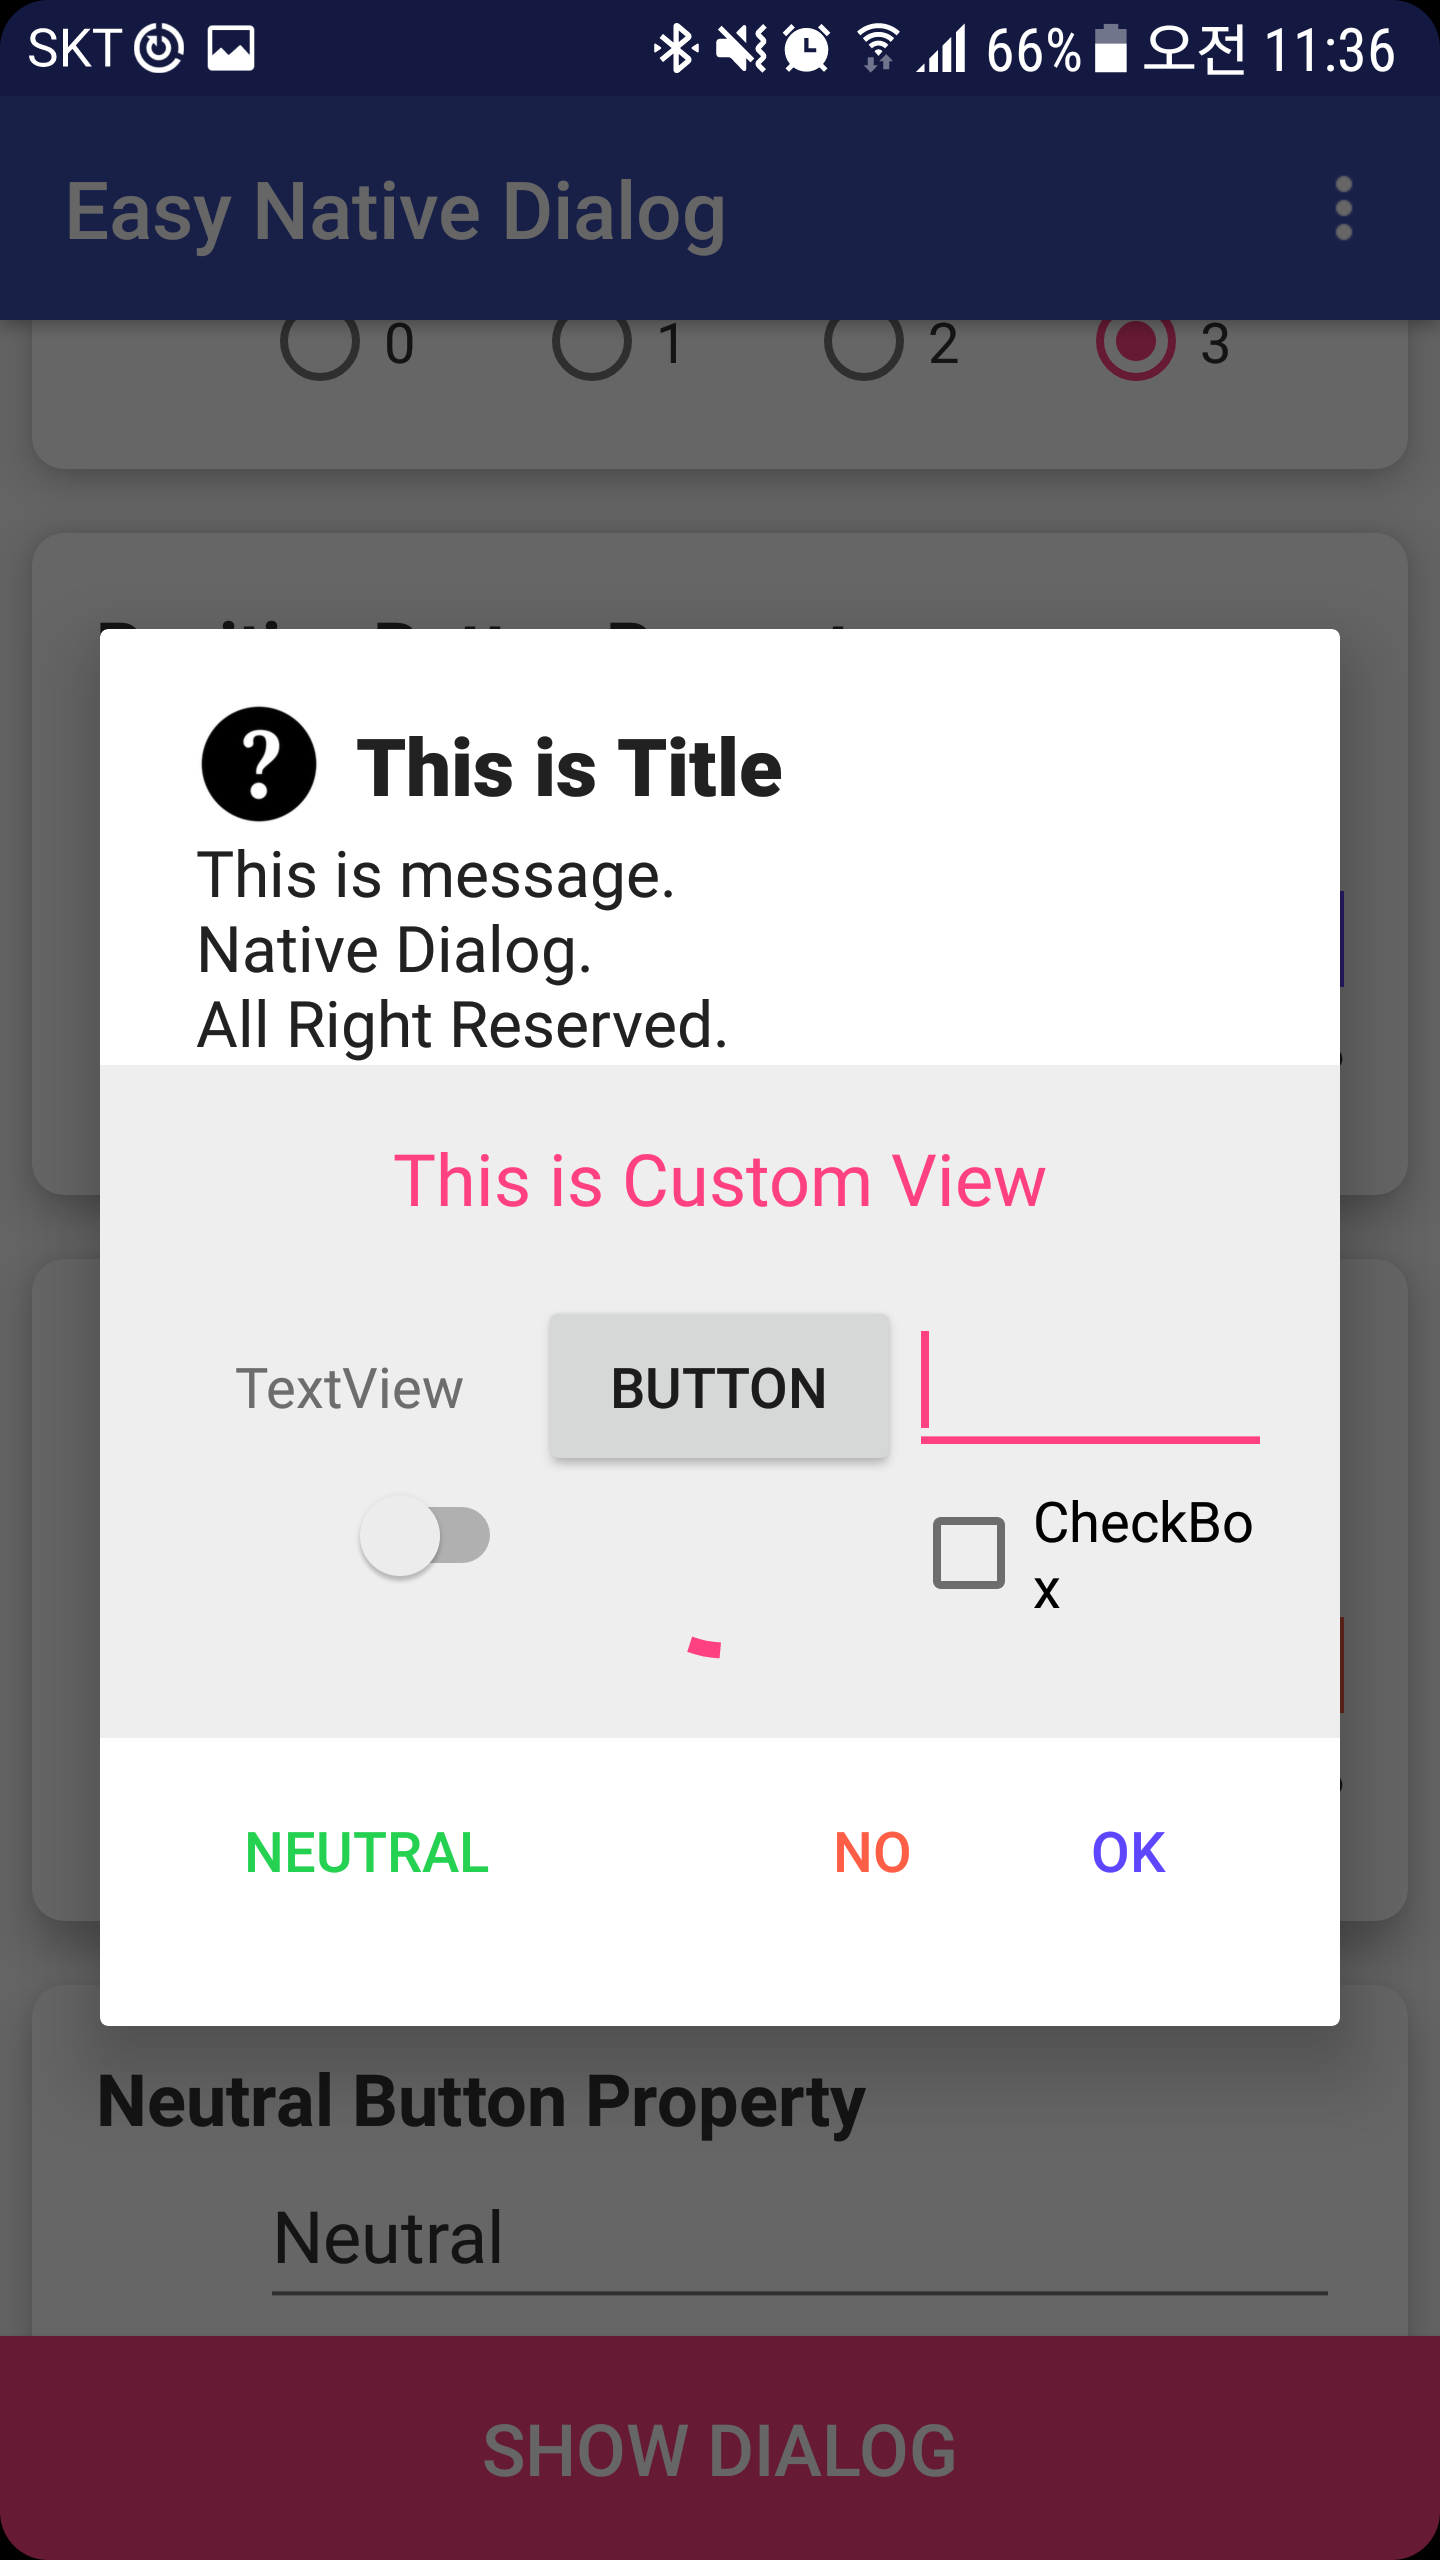 SKT 66% 오전 11:36
Easy Native Dialog
0 1 2 3
This is Title
This is message.
Native Dialog.
All Right Reserved.
This is Custom View
TextView BUTTON
CheckBo
x
NEUTRAL NO OK
Neutral Button Property
Neutral
SHOW DIALOG